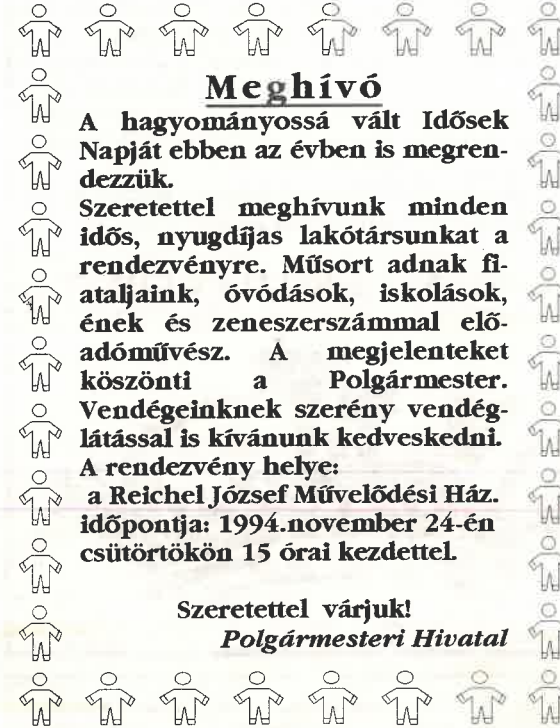 Meghívó
A hagyományossá vált Idősek
Napját ebben az évben is megren-
dezzük.
Szeretettel meghívunk minden
idős, nyugdíjas lakótársunkat a
rendezvényre. Műsort adnak fi-
ataljaink, óvódások, iskolások,
ének és zeneszerszámmal elő-
adóművész. A megjelenteket
köszönti a Polgármester.
Vendégeinknek szerény vendég-
látással is kívánunk kedveskedni.
A rendezvény helye:
a Reichel József Művelődési Ház.
időpontja: 1994.november 24-én
csütörtökön 15 órai kezdettel.
Szeretettel várjuk!
Polgármesteri Hivatal